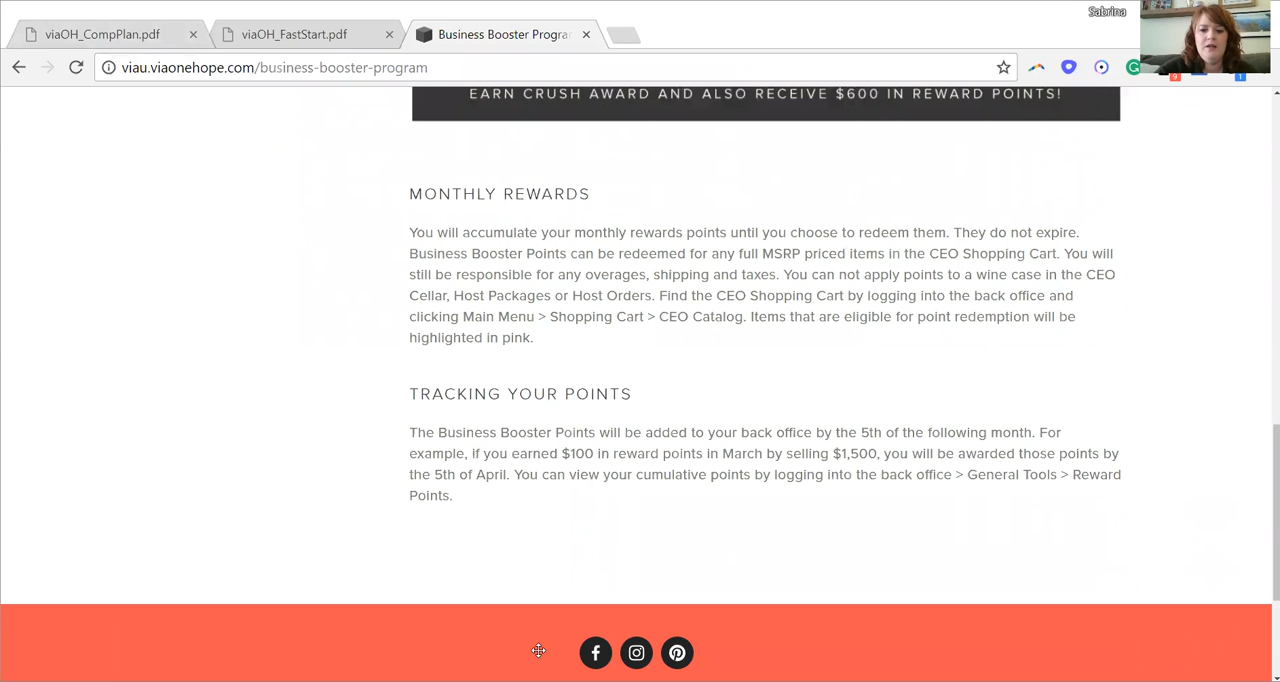 Sabrina
viaOH_CompPlan.pdf
viaOH_FastStart.pdf
Business Booster Progra
viau.viaonehope.com/business-booster-program
EARN CRUSH AWARD AND ALSO RECEIVE $600 IN REWARD POINTS!
MONTHLY REWARDS
You will accumulate your monthly rewards points until you choose to redeem them. They do not expire.
Business Booster Points can be redeemed for any full MSRP priced items in the CEO Shopping Cart. You will
still be responsible for any overages, shipping and taxes. You can not apply points to a wine case in the CEO
Cellar, Host Packages or Host Orders. Find the CEO Shopping Cart by logging into the back office and
clicking Main Menu > Shopping Cart > CEO Catalog. Items that are eligible for point redemption will be
highlighted in pink.
TRACKING YOUR POINTS
The Business Booster Points will be added to your back office by the 5th of the following month. For
example, if you earned $100 in reward points in March by selling $1,500, you will be awarded those points by
the 5th of April. You can view your cumulative points by logging into the back office > General Tools > Reward
Points.